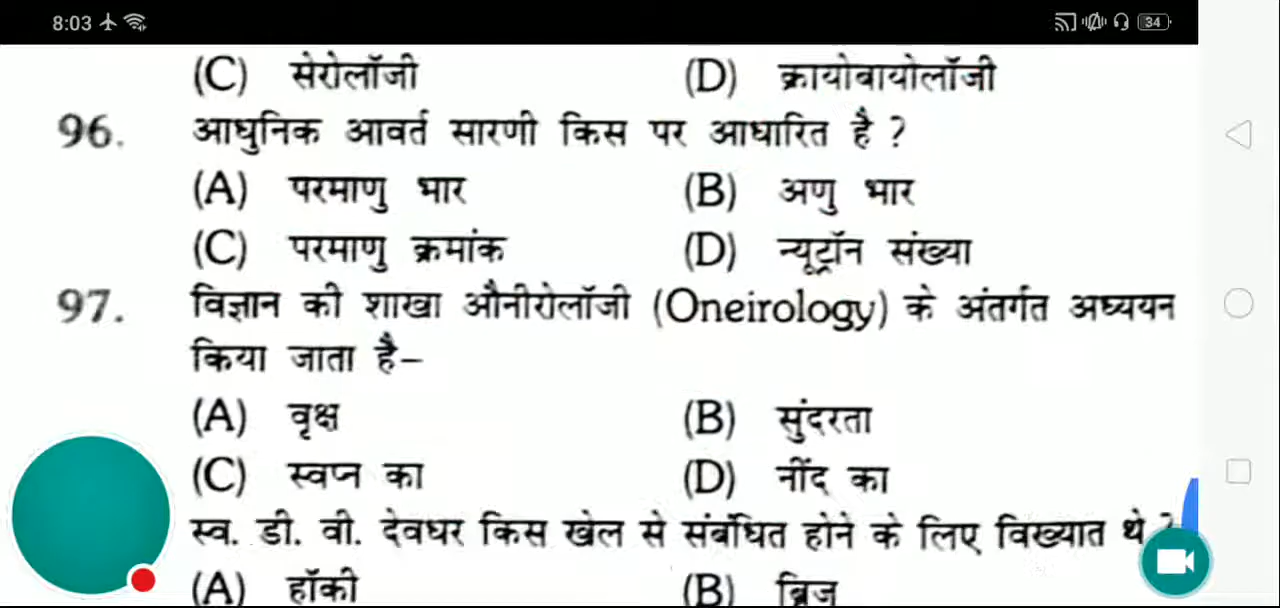 8:03
34
(C) सेरोलॉजी (D) क्रायोबायोलॉजी
96. आधुनिक आवर्त सारणी किस पर आधारित है ?
(A) परमाणु भार (B) अणु भार
(C) परमाणु क्रमांक (D) न्यूट्रॉन संख्या
97. विज्ञान की शाखा औनीरोलॉजी (Oneirology) के अंतर्गत अध्ययन
किया जाता है–
(A) वृक्ष (B) सुंदरता
(C) स्वप्न का (D) नींद का
स्व. डी. वी. देवधर किस खेल से संबंधित होने के लिए विख्यात थे ?
(A) हॉकी (B) ब्रिज